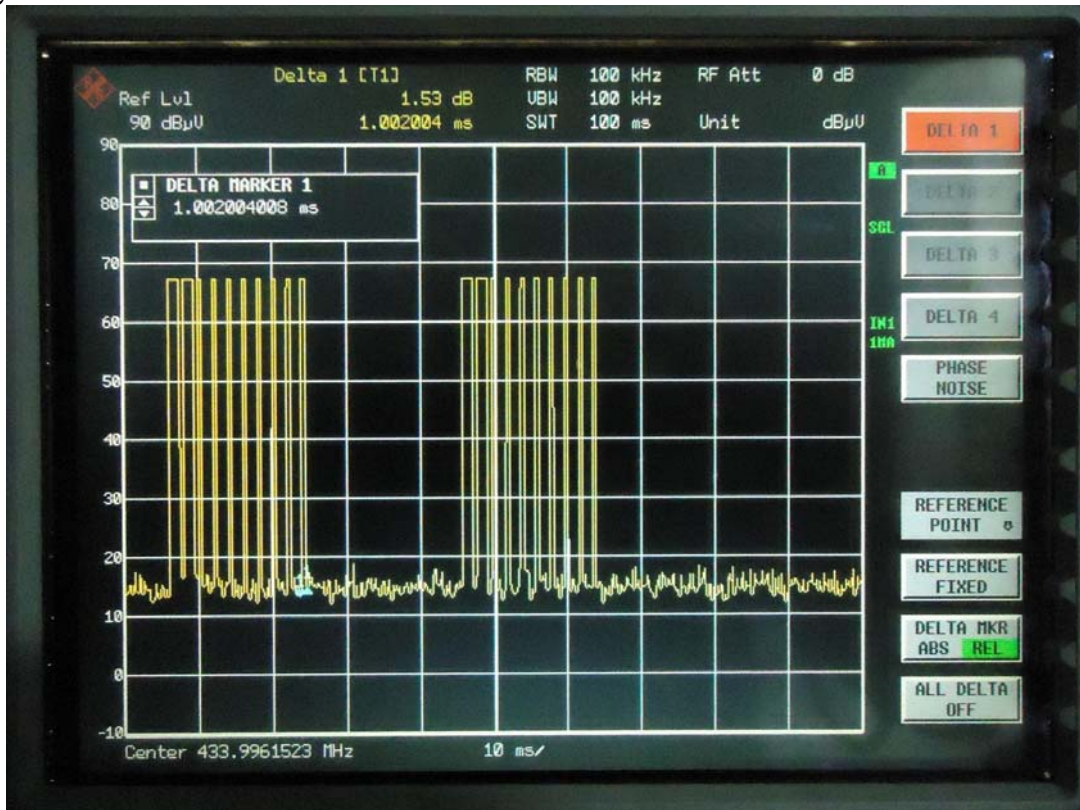 Delta 1 [T1] RBW 100 kHz RF Att 0 dB
Ref Lvl 1.53 dB VBW 100 kHz
90 dBµV 1.002004 ms SWT 100 ms Unit dBµV
90
DELTA MARKER 1
1.002004008 ms
80
70
60
50
40
30
20
10
0
-10
Center 433.9961523 MHz 10 ms/
A
SGL
IN1
1MA
DELTA 1
DELTA 2
DELTA 3
DELTA 4
PHASE
NOISE
REFERENCE
POINT
REFERENCE
FIXED
DELTA MKR
ABS REL
ALL DELTA
OFF